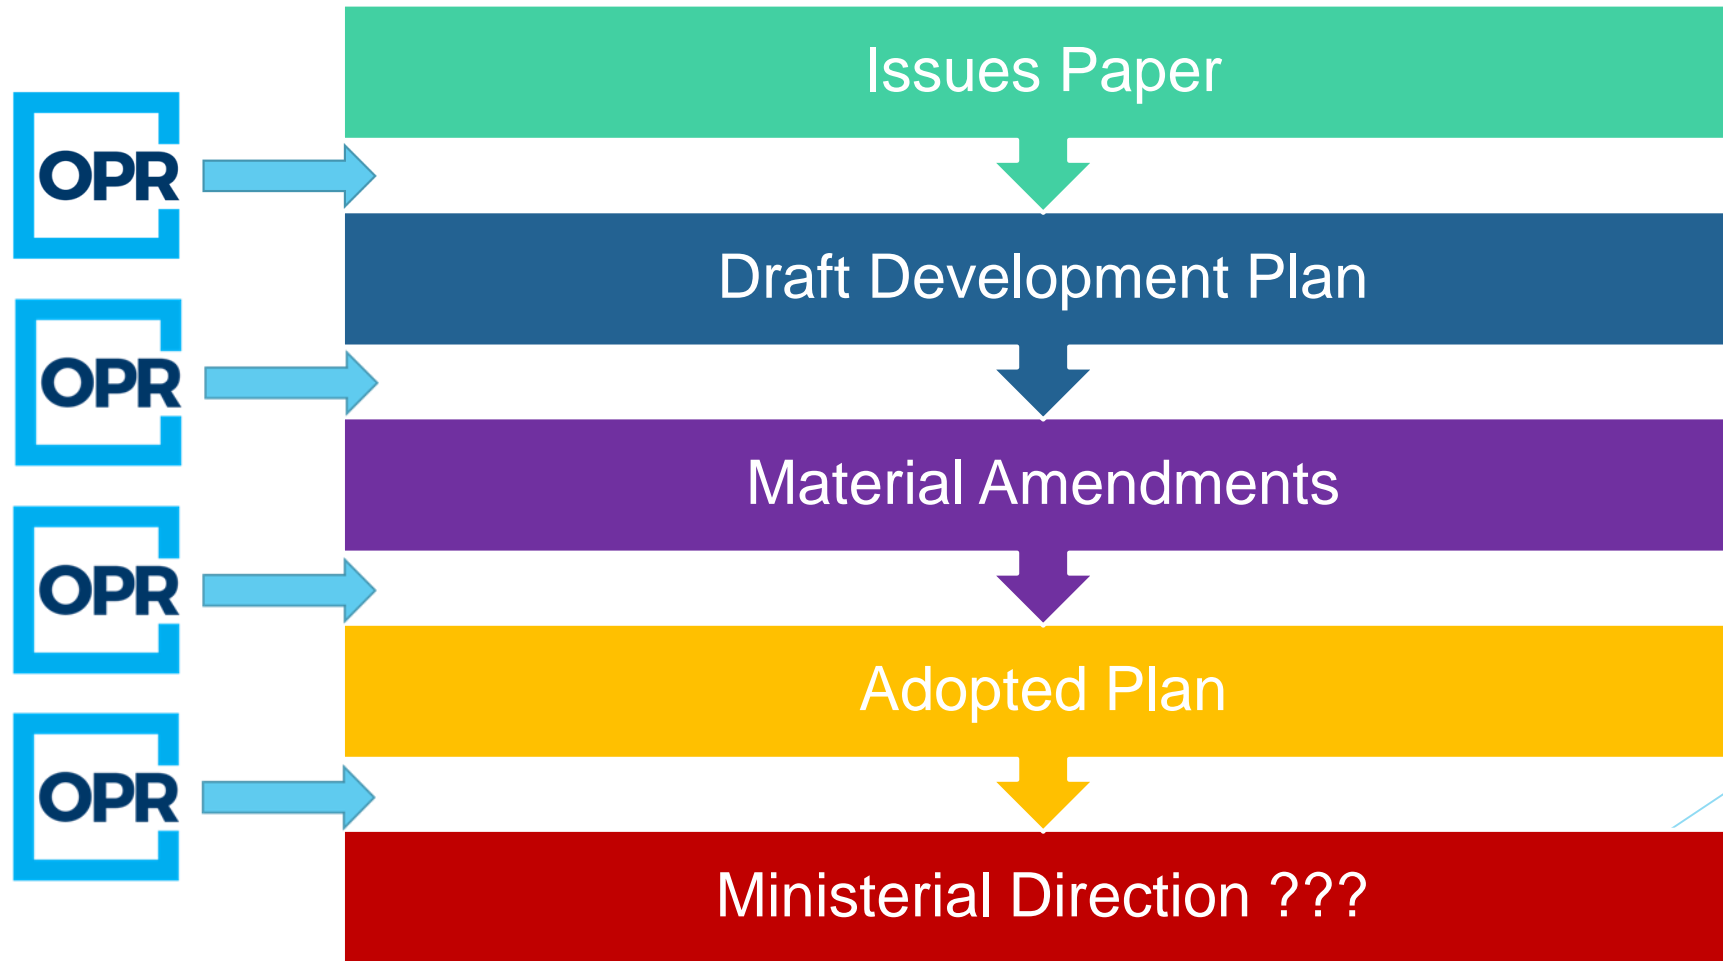 Issues Paper
OPR
Draft Development Plan
OPR
Material Amendments
OPR
Adopted Plan
OPR
Ministerial Direction ???